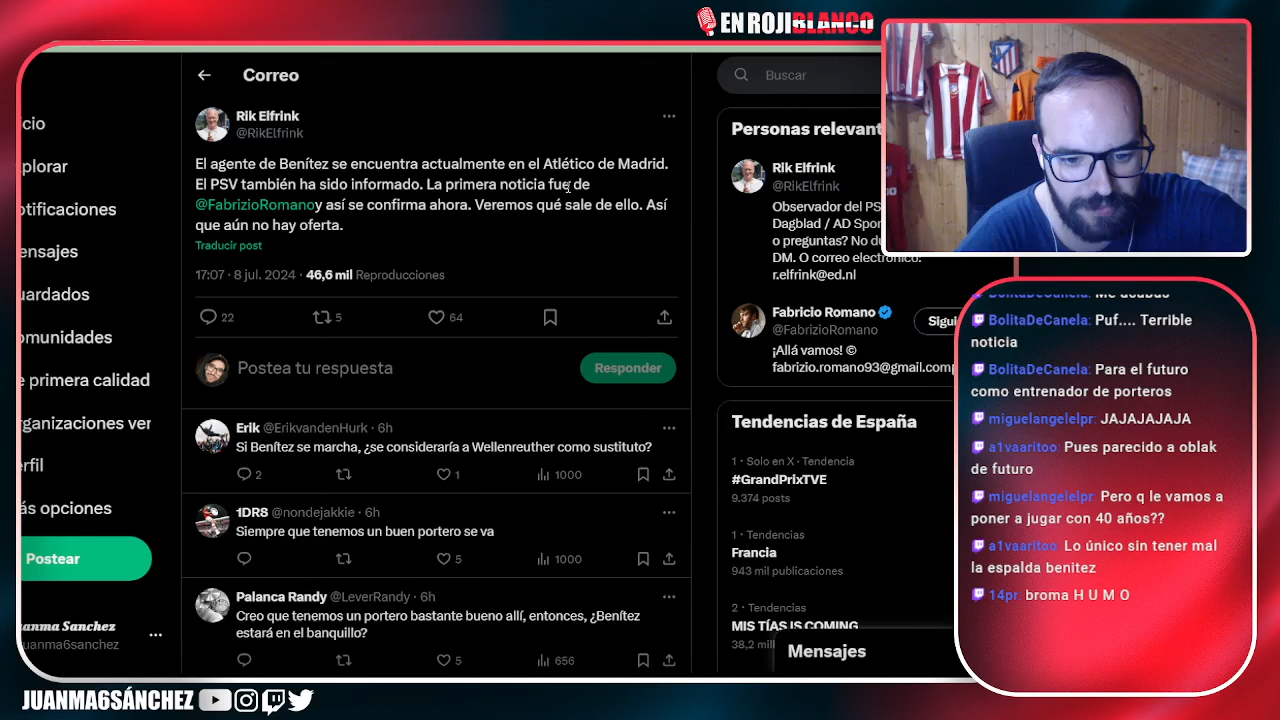 EN ROJIBLANCO
cio
plorar
otificaciones
ensajes
uardados
omunidades
e primera calidad
rganizaciones ver
erfil
ás opciones
Postear
uanma Sanchez
uanma6sanchez
Correo
Rik Elfrink
@RikElfrink
El agente de Benítez se encuentra actualmente en el Atlético de Madrid.
El PSV también ha sido informado. La primera noticia fue de
@FabrizioRomanoy así se confirma ahora. Veremos qué sale de ello. Así
que aún no hay oferta.
Traducir post
17:07 · 8 jul. 2024 · 46,6 mil Reproducciones
22 5 64
Postea tu respuesta
Responder
Erik @ErikvandenHurk · 6h
Si Benítez se marcha, ¿se consideraría a Wellenreuther como sustituto?
2 1 1000
1DR8 @nondejakkie · 6h
Siempre que tenemos un buen portero se va
5 1000
Palanca Randy @LeverRandy · 6h
Creo que tenemos un portero bastante bueno allí, entonces, ¿Benítez
estará en el banquillo?
5 656
Buscar
Personas relevan
Rik Elfrink
@RikElfrink
Observador del PS
Dagblad / AD Spor
o preguntas? No du
DM. O correo electrónico:
r.elfrink@ed.nl
Fabricio Romano
@FabrizioRomano
Sigui
¡Allá vamos! ©
fabrizio.romano93@gmail.com
Tendencias de España
1 · Solo en X · Tendencia
#GrandPrixTVE
9.374 posts
1 · Tendencias
Francia
943 mil publicaciones
2 · Tendencias
MIS TÍAS IS COMING
38,2 mil
Mensajes
BolitaDeCanela: Me acabas
BolitaDeCanela: Puf.... Terrible
noticia
BolitaDeCanela: Para el futuro
como entrenador de porteros
miguelangelelpr: JAJAJAJAJA
a1vaaritoo: Pues parecido a oblak
de futuro
miguelangelelpr: Pero q le vamos a
poner a jugar con 40 años??
a1vaaritoo: Lo único sin tener mal
la espalda benitez
14pr: broma H U M O
JUANMA6SÁNCHEZ